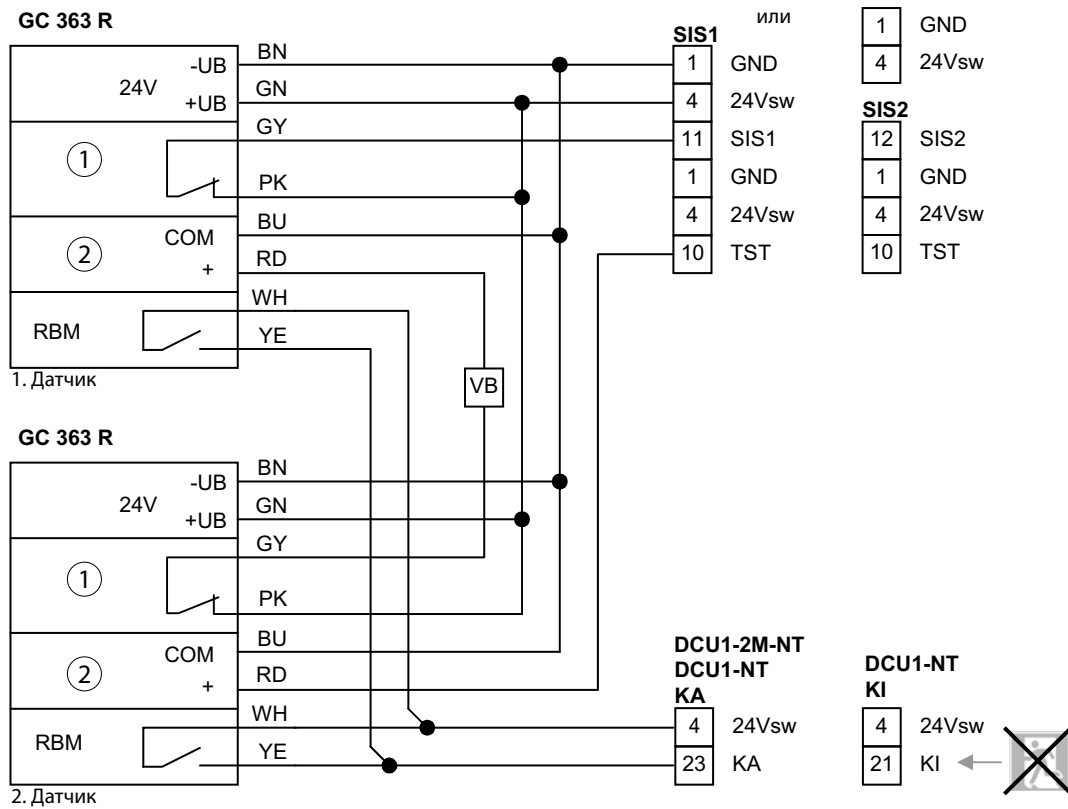 GC 363 R
24V
-UB
+UB
BN
GN
1
GY
PK
2
COM
+
BU
RD
RBM
WH
YE
1. Датчик
VB
GC 363 R
24V
-UB
+UB
BN
GN
1
GY
PK
2
COM
+
BU
RD
RBM
WH
YE
2. Датчик
SIS1
1 GND
4 24Vsw
11 SIS1
1 GND
4 24Vsw
10 TST
или
1 GND
4 24Vsw
SIS2
12 SIS2
1 GND
4 24Vsw
10 TST
DCU1-2M-NT
DCU1-NT
KA
4 24Vsw
23 KA
DCU1-NT
KI
4 24Vsw
21 KI